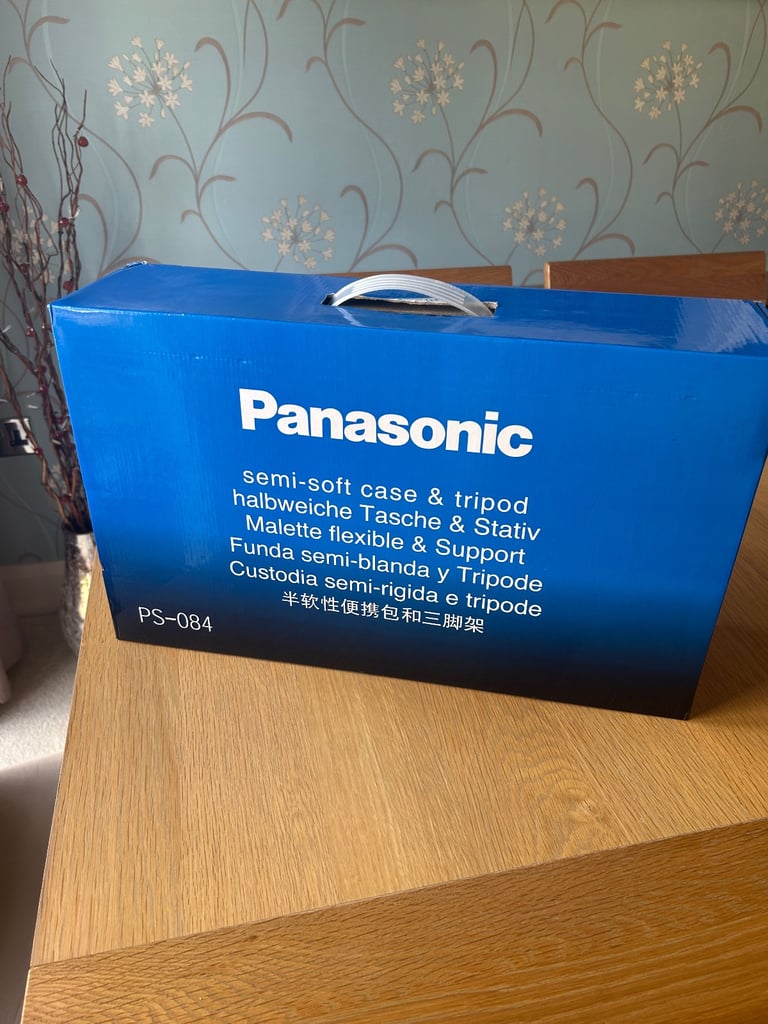 Panasonic
semi-soft case & tripod
halbweiche Tasche & Stativ
Malette flexible & Support
Funda semi-blanda y Tripode
Custodia semi-rigida e tripode
半软性便携包和三脚架
PS-084